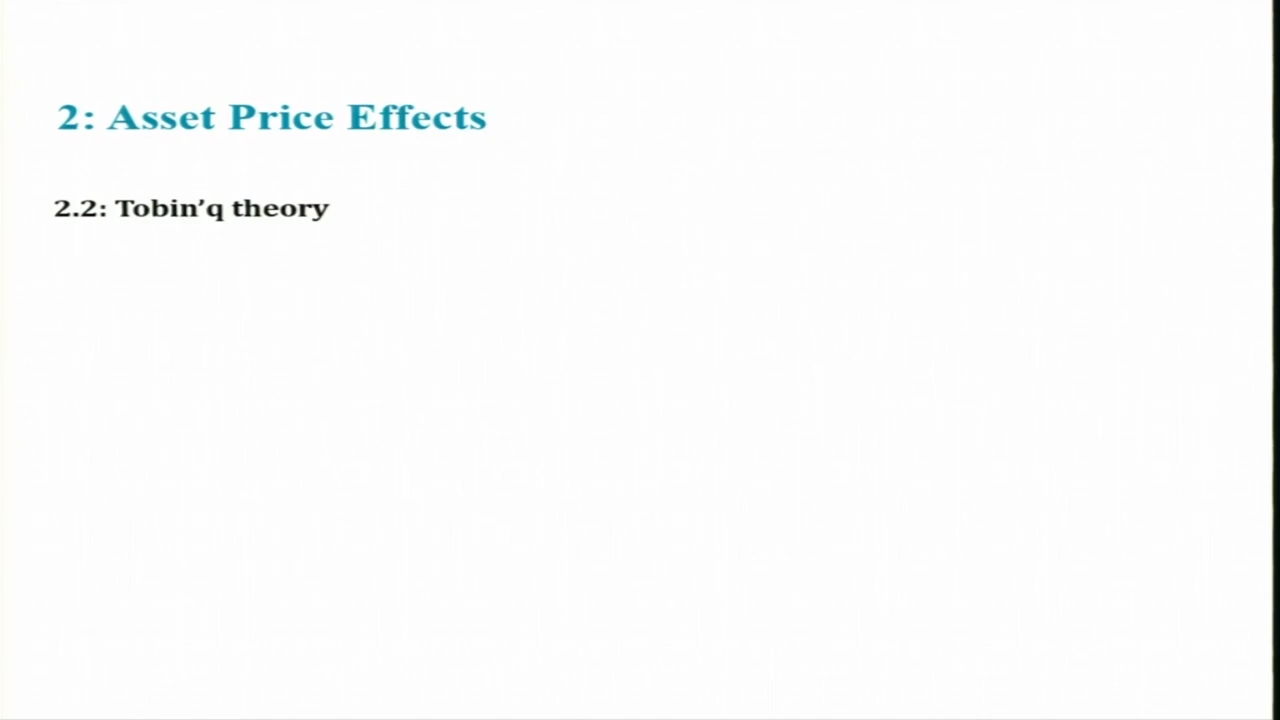 2: Asset Price Effects
2.2: Tobin’q theory